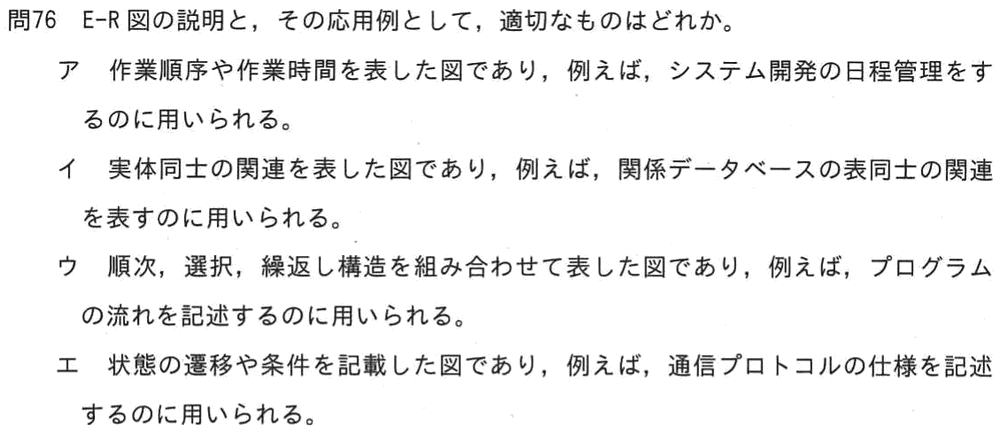 問76 E-R図の説明と，その応用例として，適切なものはどれか。
ア 作業順序や作業時間を表した図であり，例えば，システム開発の日程管理をす
るのに用いられる。
イ 実体同士の関連を表した図であり，例えば，関係データベースの表同士の関連
を表すのに用いられる。
ウ 順次，選択，繰返し構造を組み合わせて表した図であり，例えば，プログラム
の流れを記述するのに用いられる。
エ 状態の遷移や条件を記載した図であり，例えば，通信プロトコルの仕様を記述
するのに用いられる。